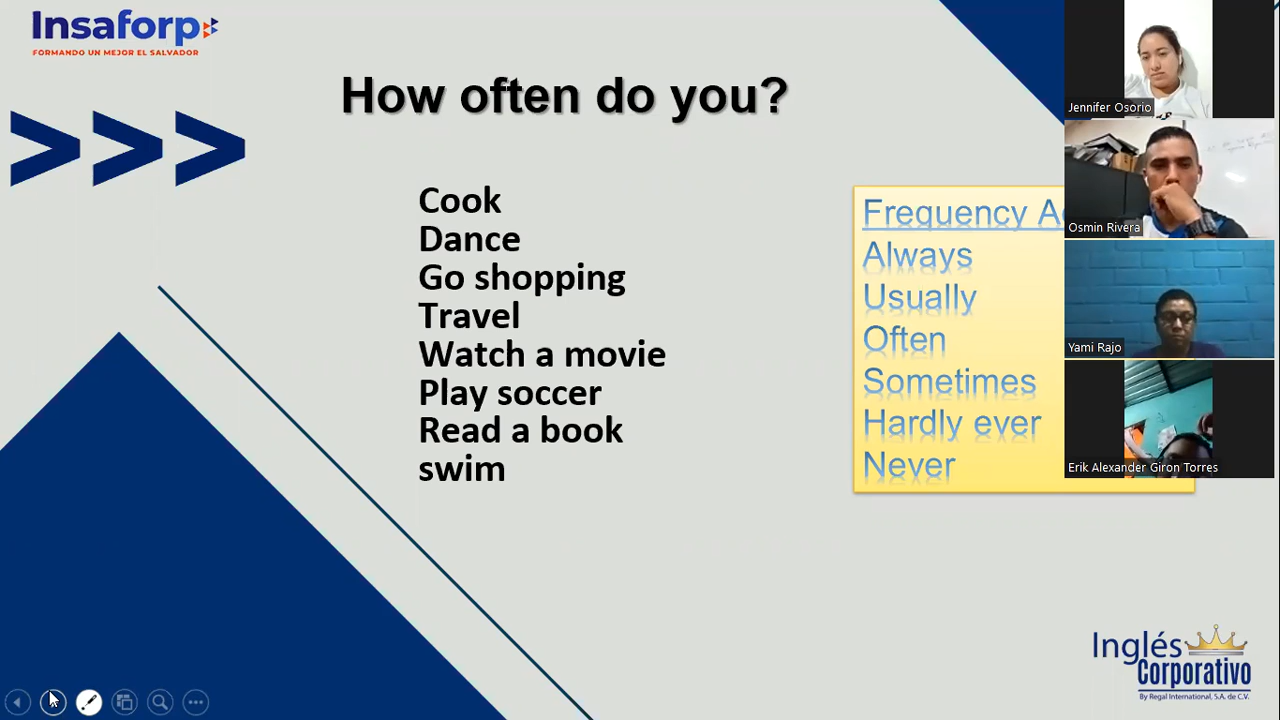 Insaforp
FORMANDO UN MEJOR EL SALVADOR
How often do you?
>>>
Cook
Dance
Go shopping
Travel
Watch a movie
Play soccer
Read a book
swim
Frequency
Always
Usually
Often
Sometimes
Hardly ever
Never
Jennifer Osorio
Osmin Rivera
Yami Rajo
Erik Alexander Giron Torres
Inglés
Corporativo
By Regal International, S.A. de C.V.